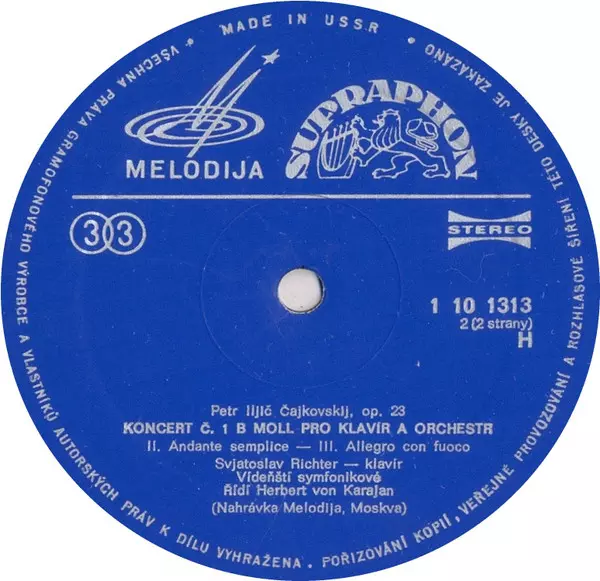 MADE IN USSR
VŠECHNA PRÁVA GRAMOFONOVÉHO VÝROBCE A VLASTNÍKŮ AUTORSKÝCH PRÁV K DÍLU VYHRAŽENA. POŘIZOVÁNÍ KOPIÍ, VEŘEJNÉ PROVOZOVÁNÍ A ROZHLASOVÉ ŠÍŘENÍ TÉTO DESKY JE ZAKÁZÁNO
MELODIJA
SUPRAPHON
33
STEREO
1 10 1313
2 (2 strany)
H
Petr Iljič Čajkovskij, op. 23
KONCERT Č. 1 B MOLL PRO KLAVÍR A ORCHESTR
II. Andante semplice — III. Allegro con fuoco
Svjatoslav Richter — klavír
Vídeňští symfonikové
Řídí Herbert von Karajan
(Nahrávka Melodija, Moskva)